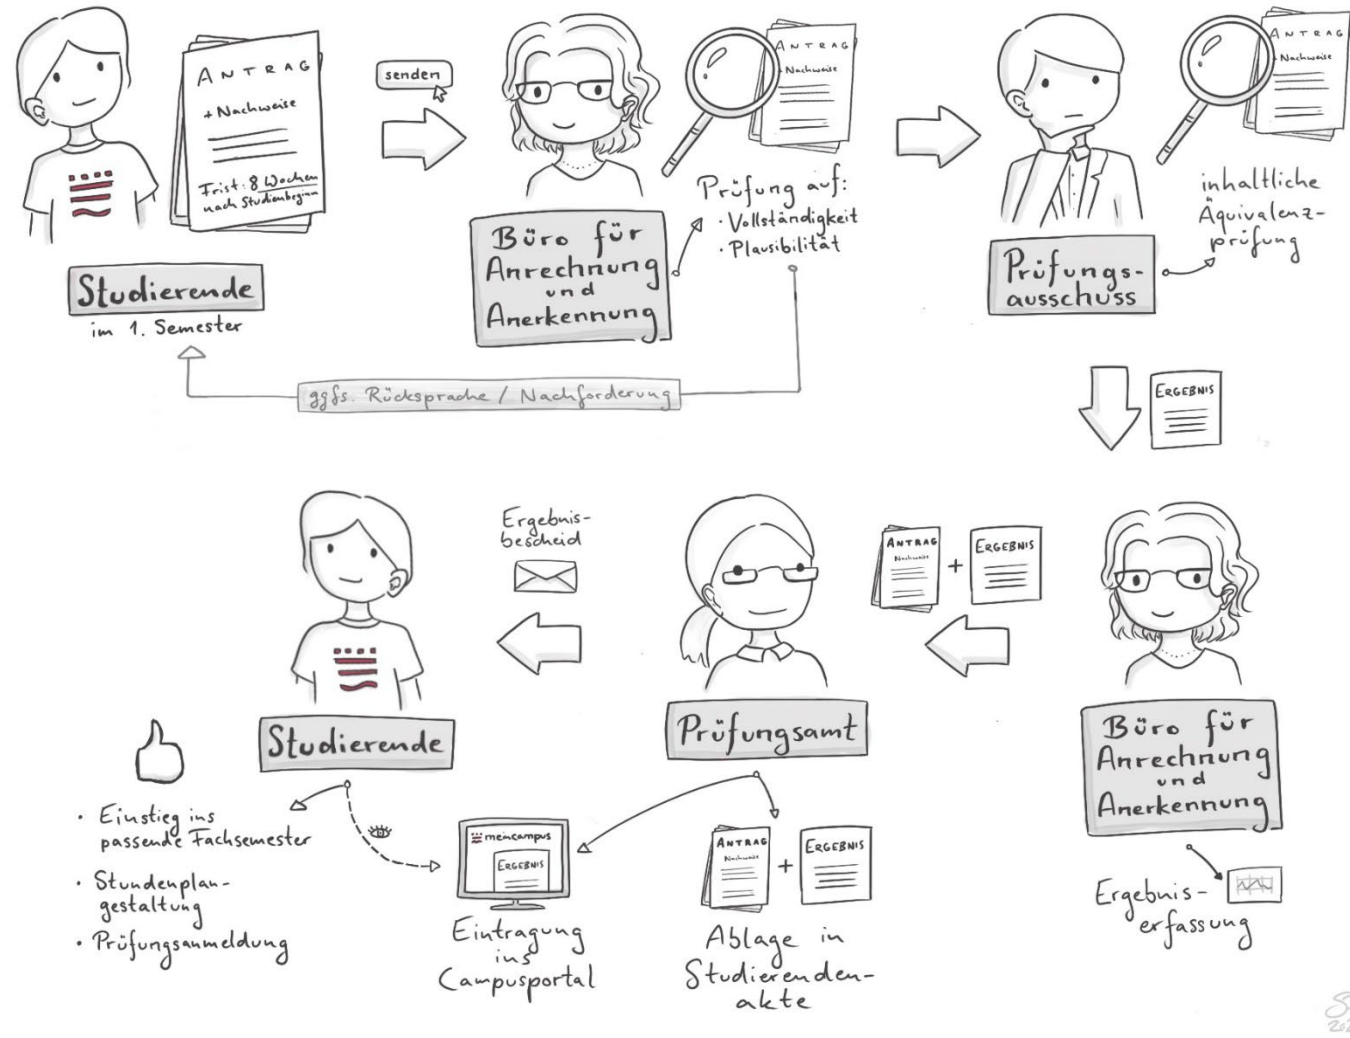 ANTRAG
+ Nachweise
Frist: 8 Wochen
nach Studienbeginn
Studierende
im 1. Semester
senden
Büro für
Anrechnung
und
Anerkennung
ANTRAG
+ Nachweise
Prüfung auf:
· Vollständigkeit
· Plausibilität
ggfs. Rücksprache / Nachforderung
Prüfungs-
ausschuss
ANTRAG
Nachweise
inhaltliche
Äquivalenz-
prüfung
ERGEBNIS
Büro für
Anrechnung
und
Anerkennung
Ergebnis-
erfassung
ANTRAG
Nachweise
+
ERGEBNIS
Prüfungsamt
ANTRAG
Nachweise
+
ERGEBNIS
Ablage in
Studierenden-
akte
meincampus
ERGEBNIS
Eintragung
ins
Campusportal
Ergebnis-
bescheid
Studierende
· Einstieg ins
passende Fachsemester
· Stundenplan-
gestaltung
· Prüfungsanmeldung